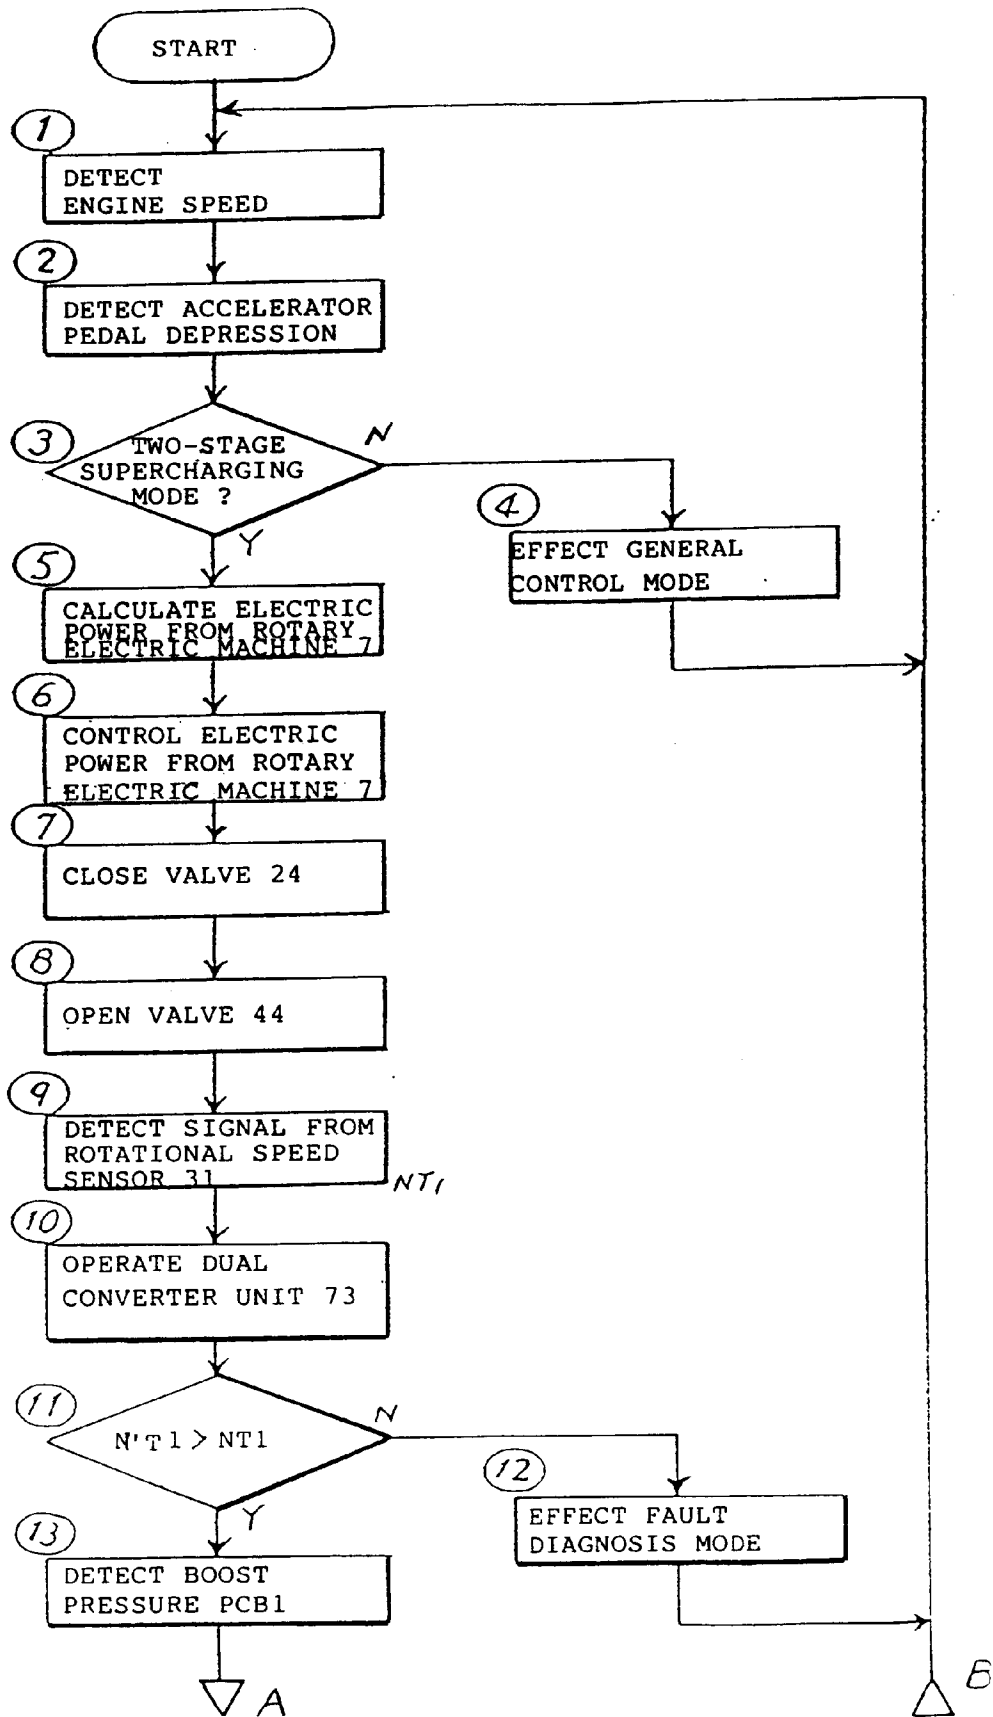 START
1
DETECT
ENGINE SPEED
2
DETECT ACCELERATOR
PEDAL DEPRESSION
3
TWO-STAGE
SUPERCHARGING
MODE ?
N
Y
4
EFFECT GENERAL
CONTROL MODE
5
CALCULATE ELECTRIC
POWER FROM ROTARY
ELECTRIC MACHINE 7
6
CONTROL ELECTRIC
POWER FROM ROTARY
ELECTRIC MACHINE 7
7
CLOSE VALVE 24
8
OPEN VALVE 44
9
DETECT SIGNAL FROM
ROTATIONAL SPEED
SENSOR 31
NT1
10
OPERATE DUAL
CONVERTER UNIT 73
11
N'T1 > NT1
N
Y
12
EFFECT FAULT
DIAGNOSIS MODE
13
DETECT BOOST
PRESSURE PCB1
A
B